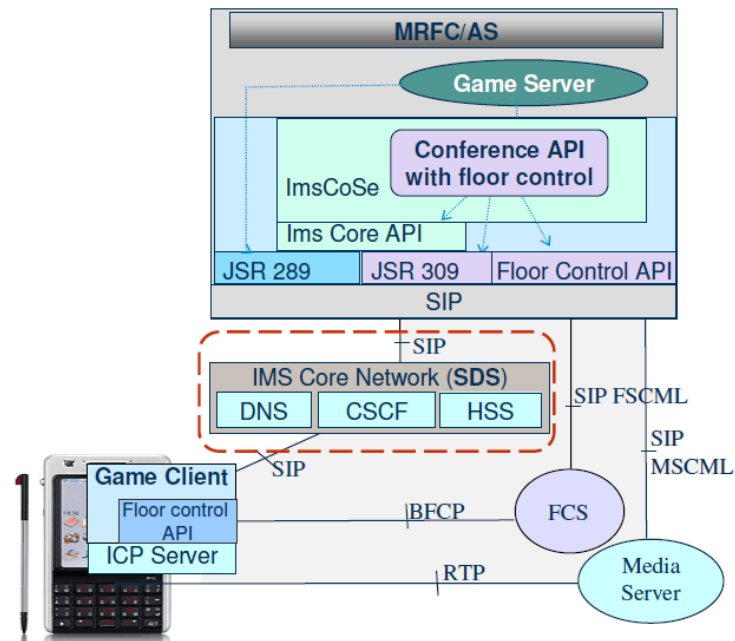 MRFC/AS
Game Server
Conference API
with floor control
ImsCoSe
Ims Core API
JSR 289
JSR 309
Floor Control API
SIP
SIP
IMS Core Network (SDS)
DNS
CSCF
HSS
SIP FSCML
SIP
MSCML
SIP
Game Client
Floor control
API
ICP Server
BFCP
FCS
RTP
Media
Server